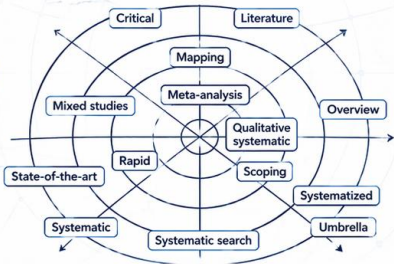 Critical
Literature
Mapping
Meta-analysis
Mixed studies
Overview
Qualitative
systematic
Rapid
Scoping
State-of-the-art
Systematized
Systematic
Umbrella
Systematic search